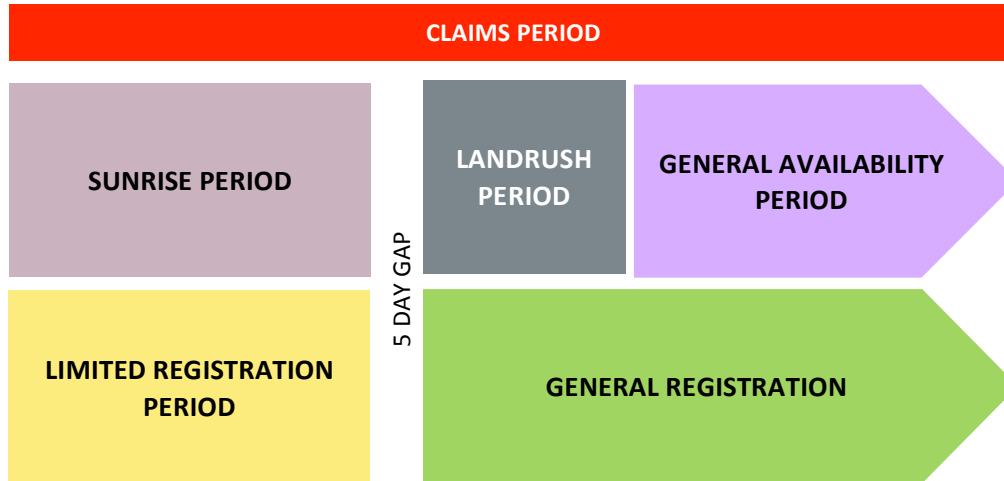 CLAIMS PERIOD
SUNRISE PERIOD
LANDRUSH
PERIOD
GENERAL AVAILABILITY
PERIOD
5 DAY GAP
LIMITED REGISTRATION
PERIOD
GENERAL REGISTRATION